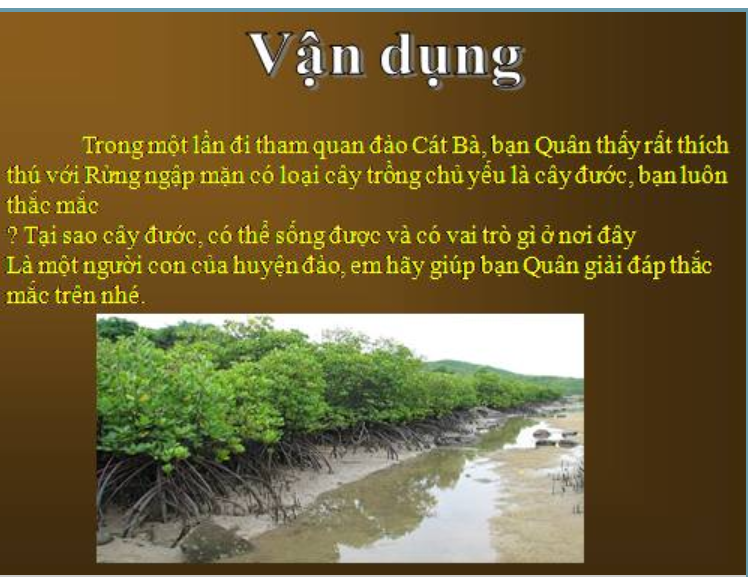 Vận dụng
Trong một lần đi tham quan đảo Cát Bà, bạn Quân thấy rất thích
thú với Rừng ngập mặn có loại cây trồng chủ yếu là cây đước, bạn luôn
thắc mắc
? Tại sao cây đước, có thể sống được và có vai trò gì ở nơi đây
Là một người con của huyện đảo, em hãy giúp bạn Quân giải đáp thắc
mắc trên nhé.